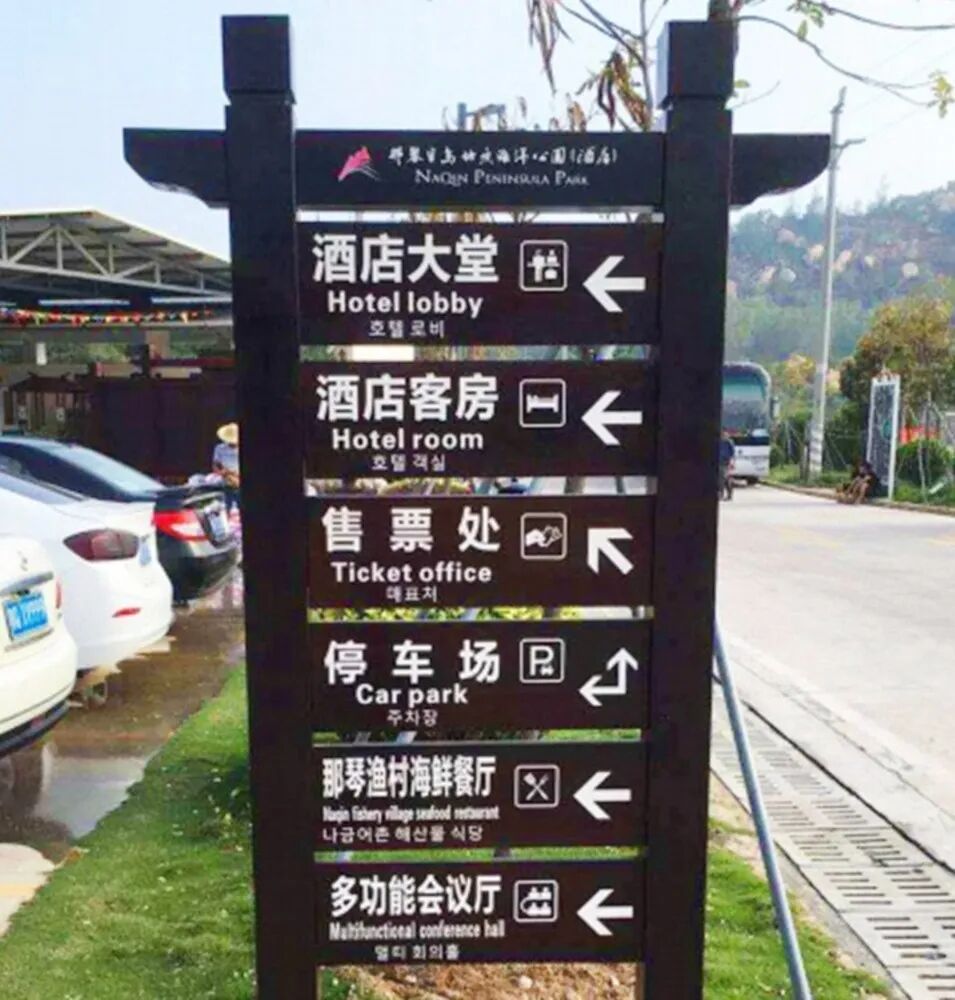 那琴半岛地质海洋公园(酒店)
NAQIN PENINSULA PARK
酒店大堂
Hotel lobby
호텔 로비
酒店客房
Hotel room
호텔 객실
售票处
Ticket office
매표처
停车场
P
Car park
주차장
那琴渔村海鲜餐厅
Naqin fishery village seafood restaurant
나금어촌 해산물 식당
多功能会议厅
Multifunctional conference hall
멀티 회의홀